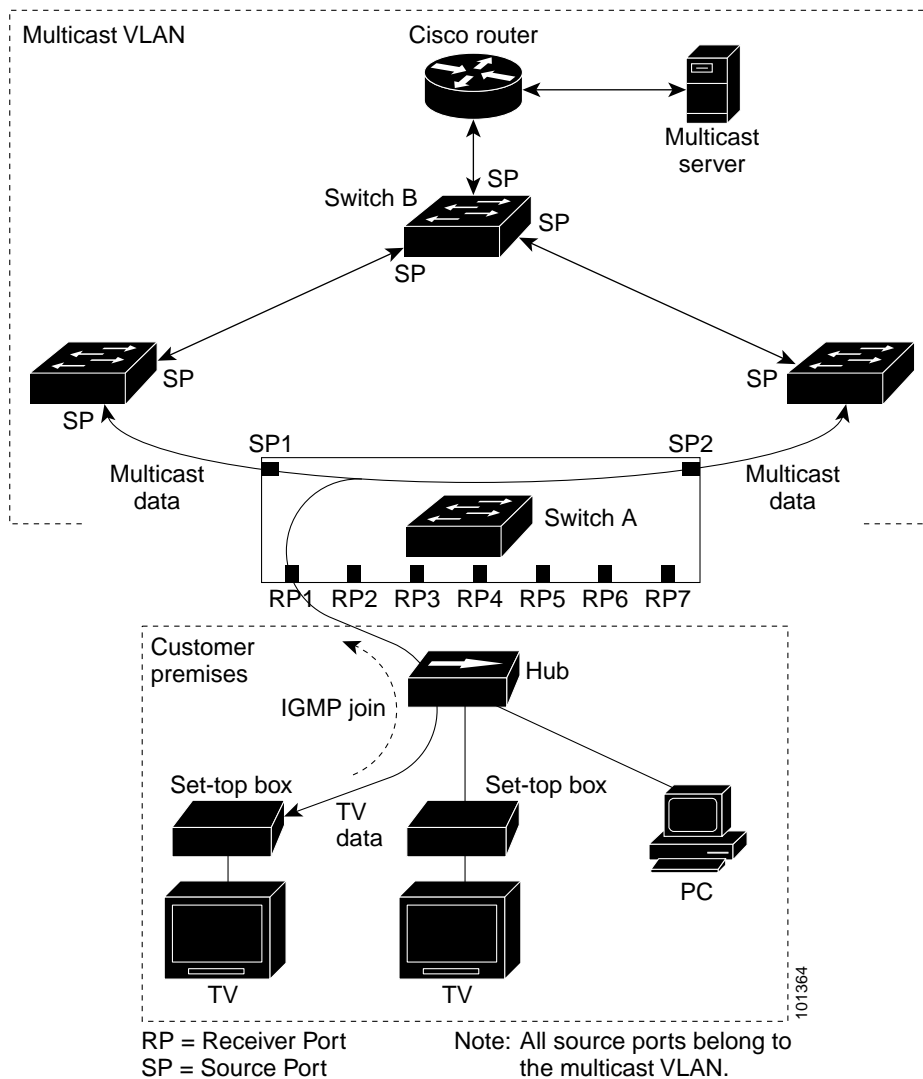 Multicast VLAN
Cisco router
Multicast
server
SP
Switch B
SP
SP
SP
SP
SP
SP1
SP2
Multicast
data
Multicast
data
Switch A
RP1 RP2 RP3 RP4 RP5 RP6 RP7
Customer
premises
Hub
IGMP join
Set-top box
Set-top box
TV
data
PC
TV
TV
101364
RP = Receiver Port
SP = Source Port
Note: All source ports belong to
the multicast VLAN.